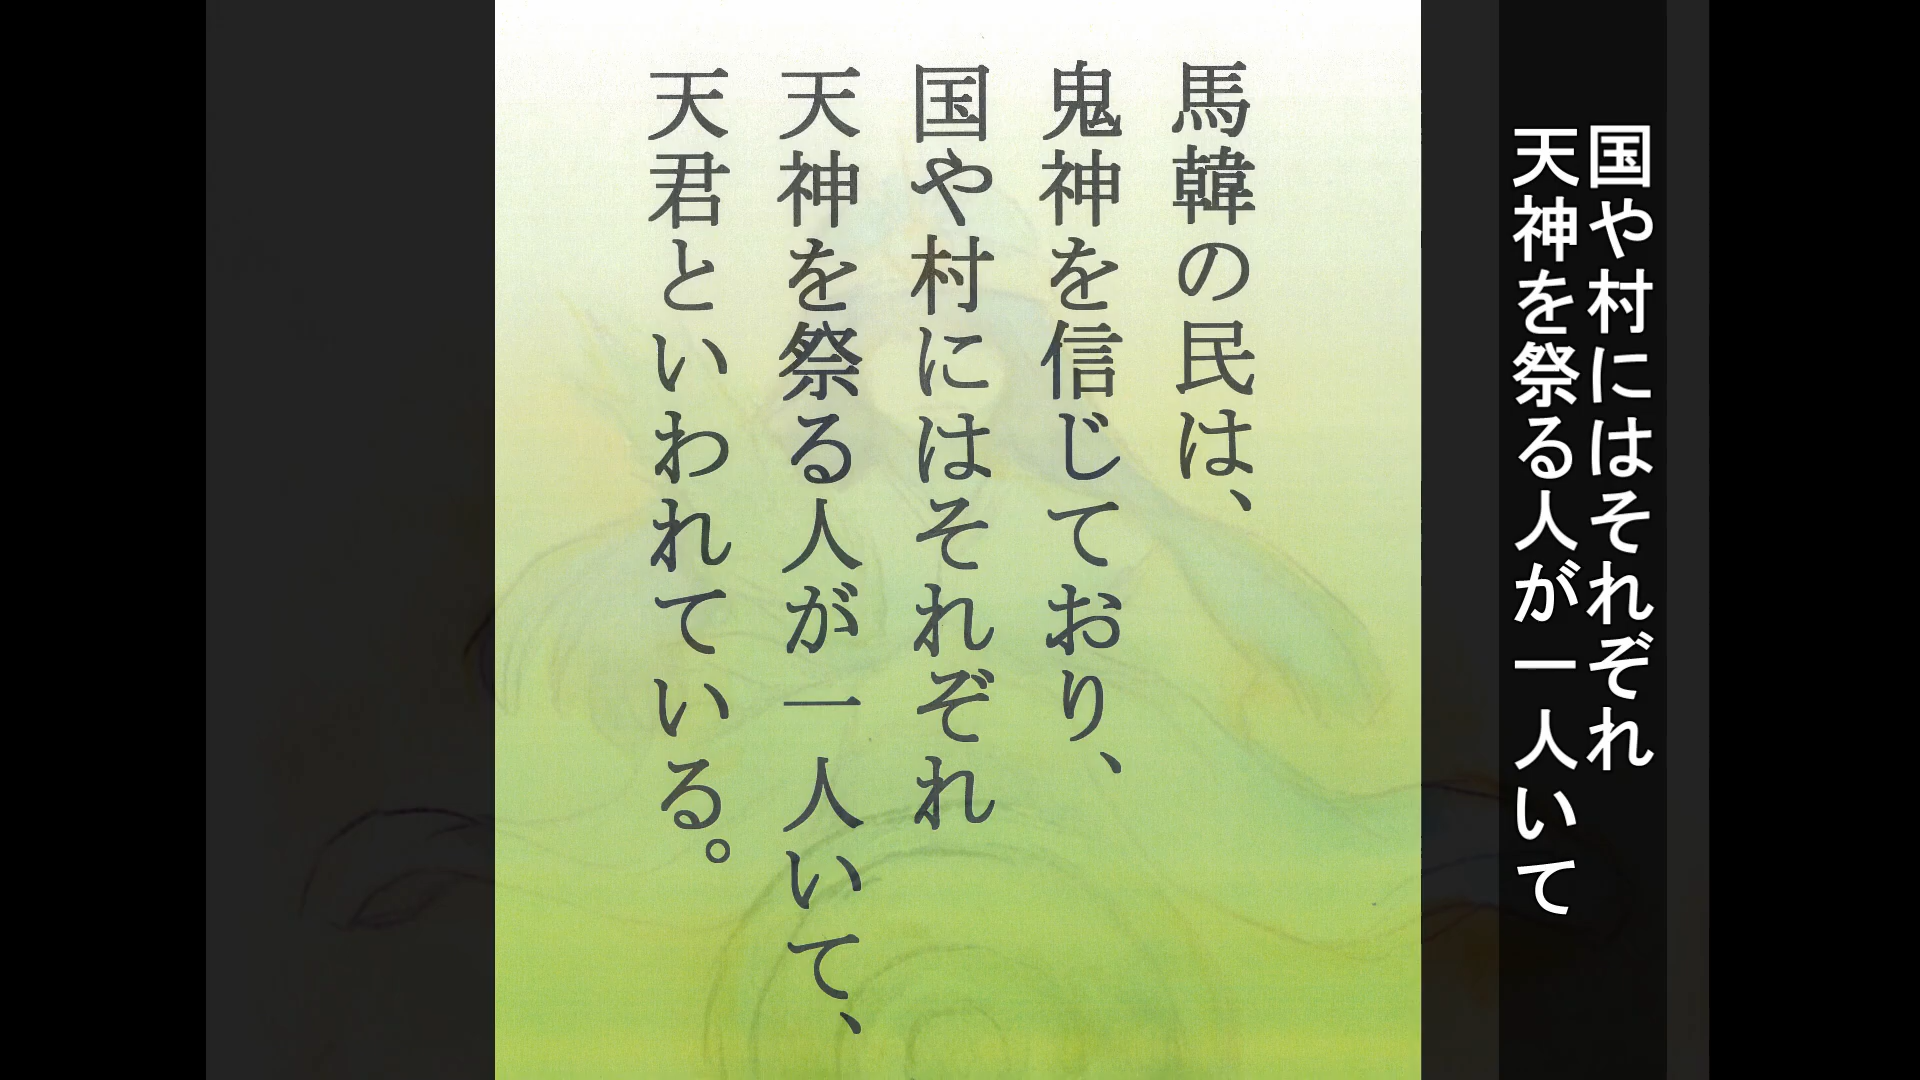 馬韓の民は、
鬼神を信じており、
国や村にはそれぞれ
天神を祭る人が一人いて、
天君といわれている。
国や村にはそれぞれ
天神を祭る人が一人いて